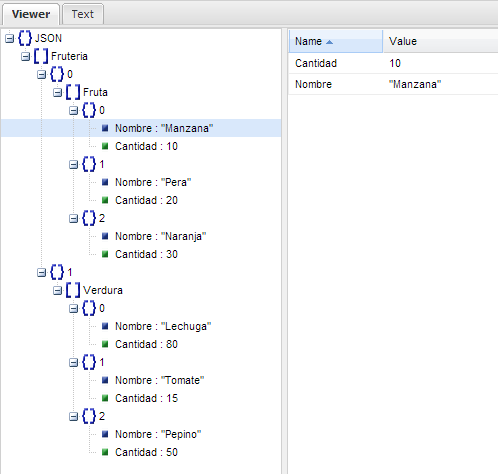 Viewer Text
JSON
Fruteria
0
Fruta
0
Nombre : "Manzana"
Cantidad : 10
1
Nombre : "Pera"
Cantidad : 20
2
Nombre : "Naranja"
Cantidad : 30
1
Verdura
0
Nombre : "Lechuga"
Cantidad : 80
1
Nombre : "Tomate"
Cantidad : 15
2
Nombre : "Pepino"
Cantidad : 50
Name Value
Cantidad 10
Nombre "Manzana"